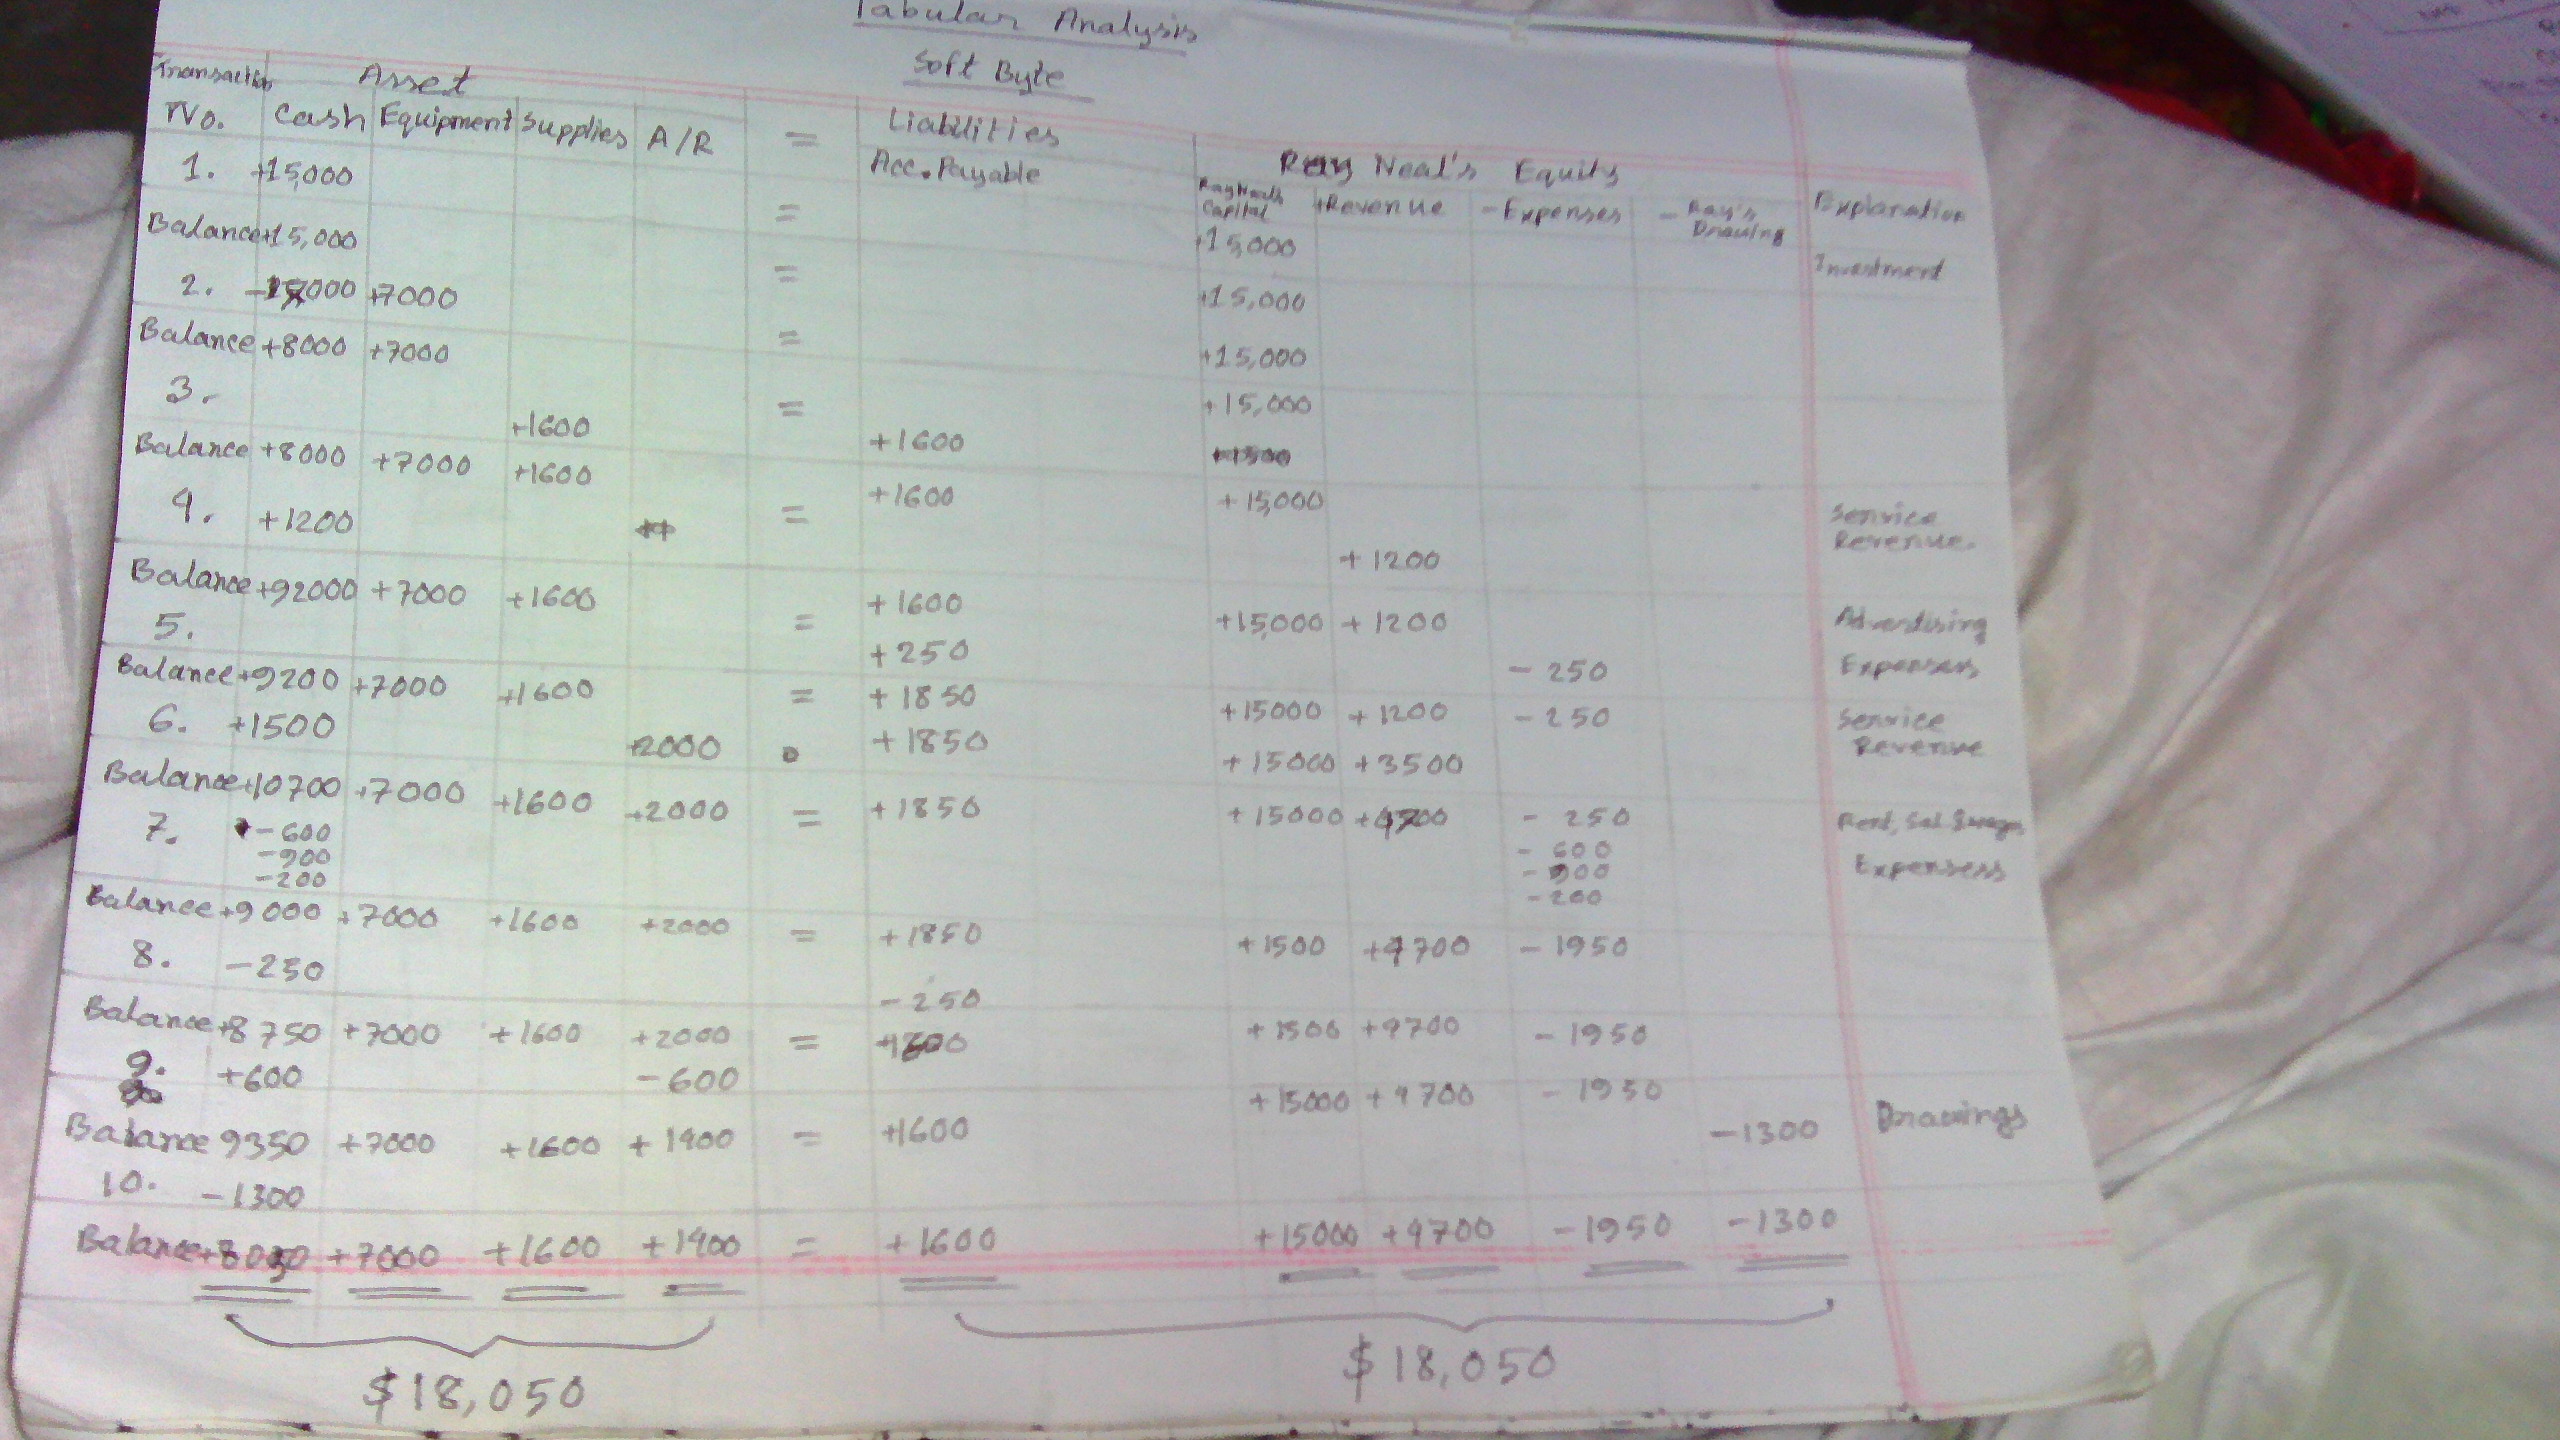 Tabular Analysis
Soft Byte
Transaction No. Asset = Liabilities Ray Neal's Equity
Cash Equipment Supplies A/R = Acc. Payable Capital +Revenue - Expenses - Ray's Drawing Explanation
1. +15,000 = +15,000 Investment
Balance +15,000 = +15,000
2. -7000 +7000 = +15,000
Balance +8000 +7000 = +15,000
3. +1600 +1600
Balance +8000 +7000 +1600 = +1600 +15,000
4. +1200 +1200 Service Revenue.
Balance +92000 +7000 +1600 = +1600 +15,000 +1200
5. +250 -250 Advertising Expensers
Balance +9200 +7000 +1600 = +1850 +15000 +1200 -250
6. +1500 +2000 +1850 +15000 +3500 Service Revenue
Balance +10700 +7000 +1600 +2000 = +1850 +15000 +4700 -250
7. -600 -600 Rent, Expensess
-900 -900
-200 -200
Balance +9000 +7000 +1600 +2000 = +1850 +1500 +4700 -1950
8. -250 -250
Balance +8750 +7000 +1600 +2000 = +1600 +1500 +4700 -1950
9. +600 -600 +15000 +4700 -1950
Balance 9350 +7000 +1600 +1400 = +1600
10. -1300 -1300 Drawings
Balance +8050 +7000 +1600 +1400 = +1600 +15000 +4700 -1950 -1300
$18,050 $18,050